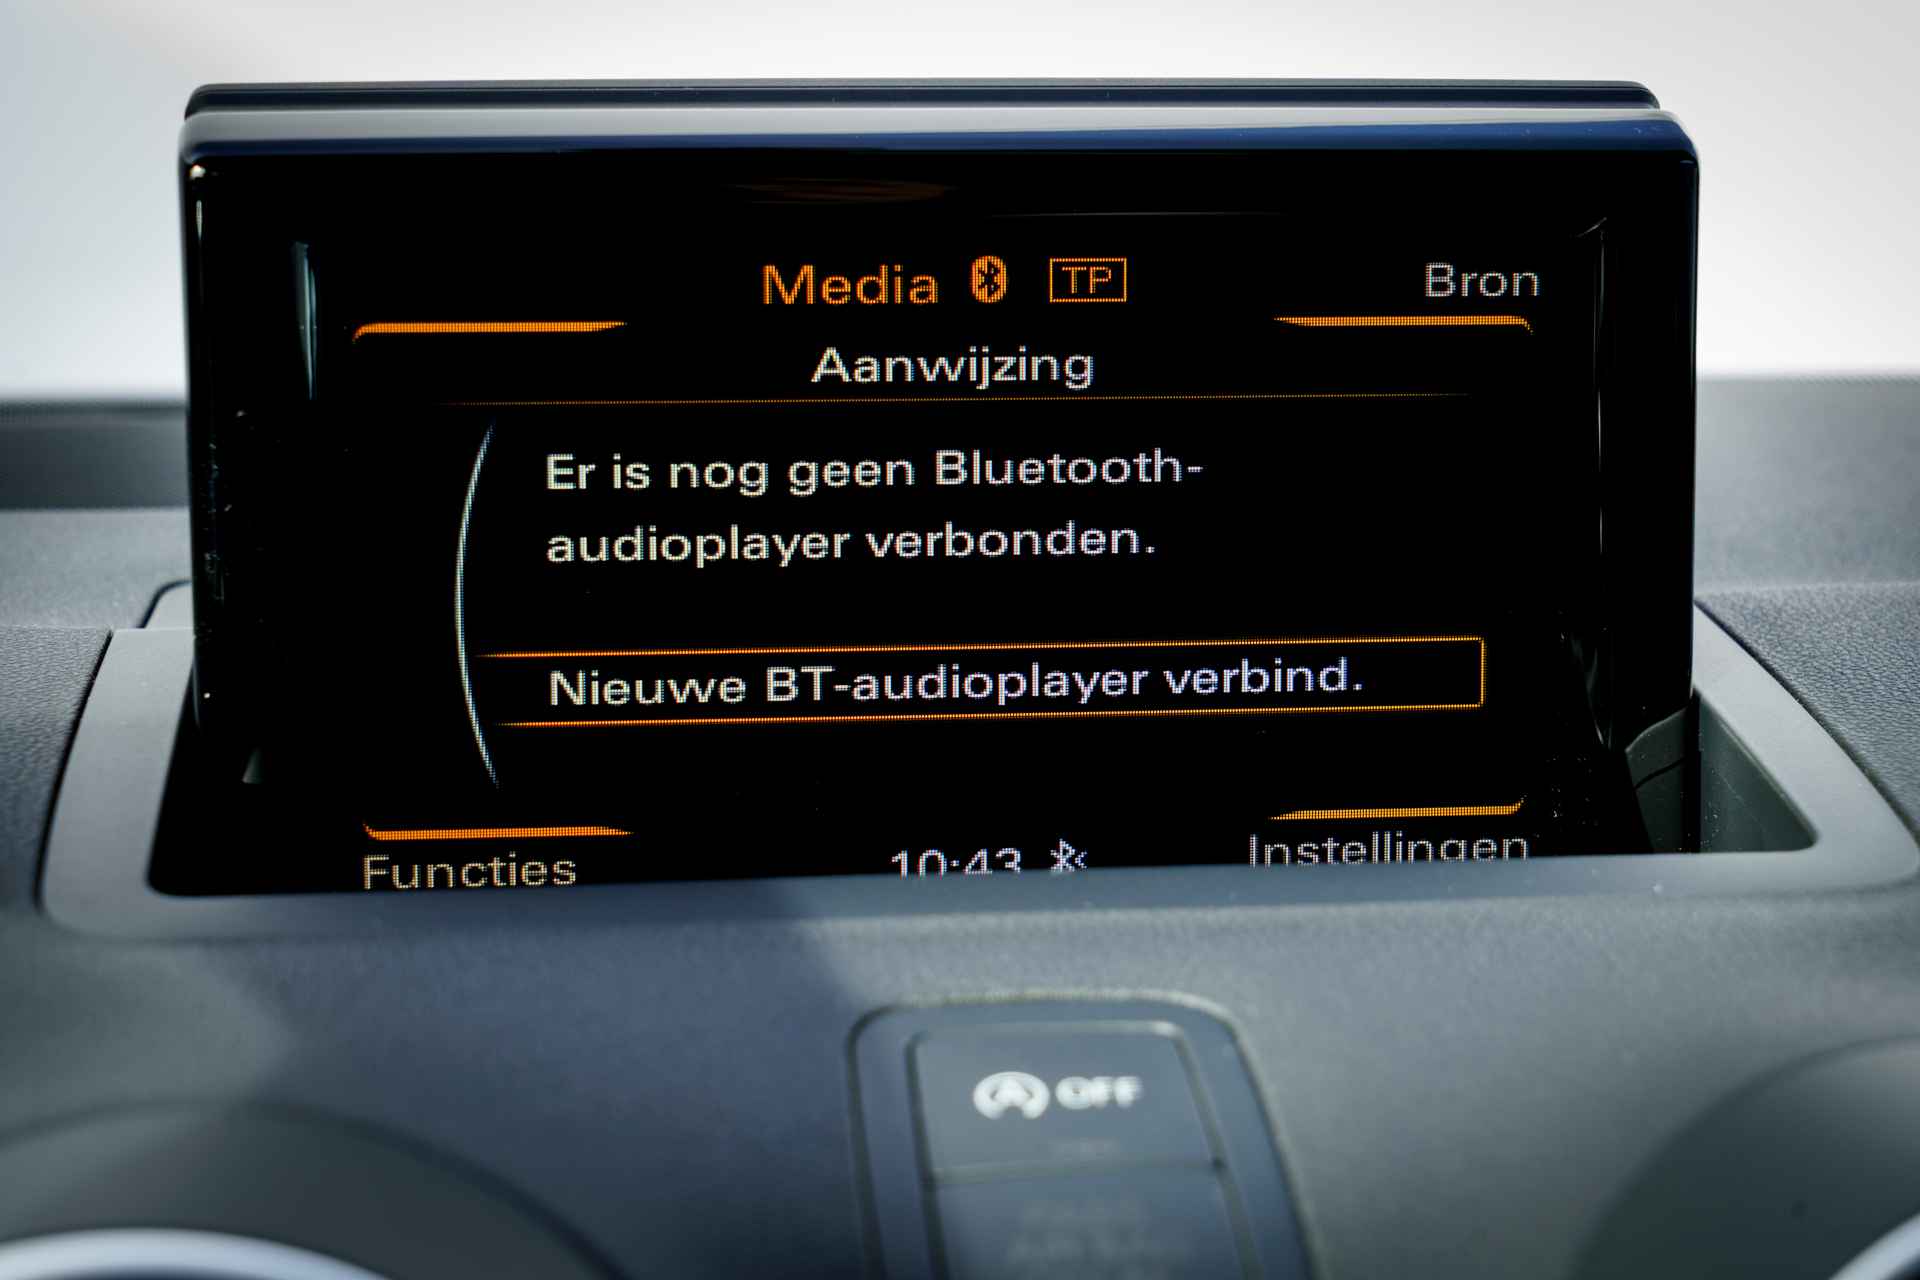 Media TP Bron
Aanwijzing
Er is nog geen Bluetooth-
audioplayer verbonden.
Nieuwe BT-audioplayer verbind.
Functies 10:43 Instellingen
A OFF